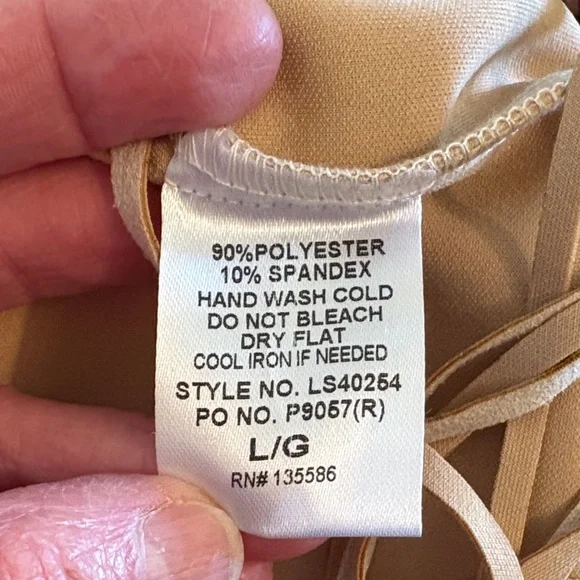 90%POLYESTER
10% SPANDEX
HAND WASH COLD
DO NOT BLEACH
DRY FLAT
COOL IRON IF NEEDED
STYLE NO. LS40254
PO NO. P9057(R)
L/G
RN# 135586